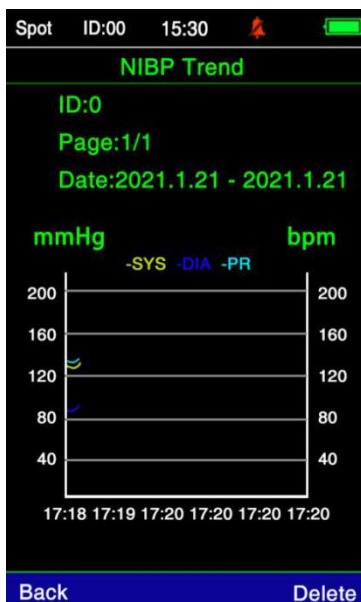 Spot ID:00 15:30
NIBP Trend
ID:0
Page:1/1
Date:2021.1.21 - 2021.1.21
mmHg bpm
-SYS -DIA -PR
200 200
160 160
120 120
80 80
40 40
17:18 17:19 17:20 17:20 17:20 17:20
Back Delete